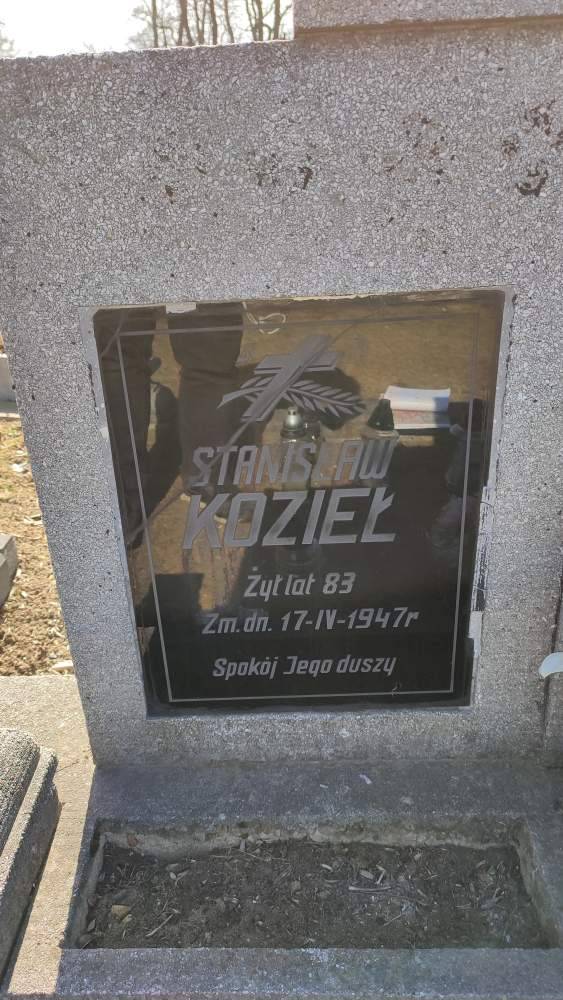 STANISŁAW
KOZIEŁ
Żył lat 83
Zm. dn. 17-IV-1947r
Spokój Jego duszy